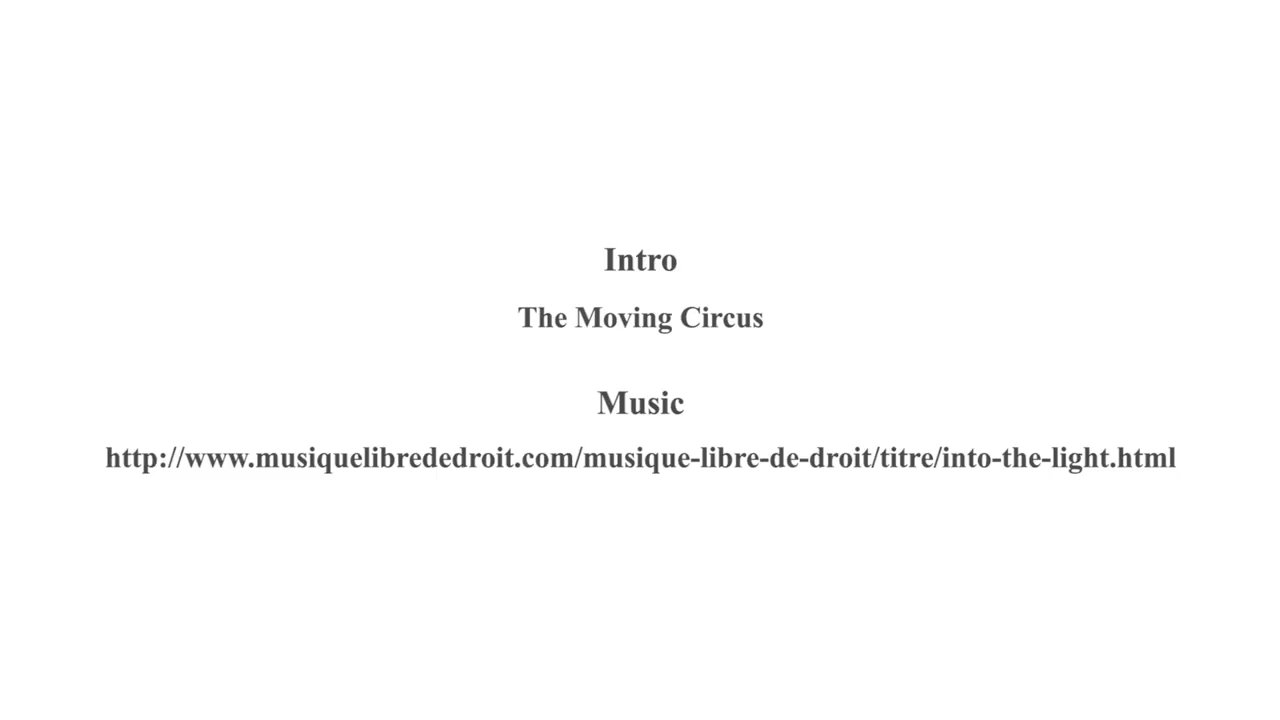 Intro
The Moving Circus
Music
http://www.musiquelibrededroit.com/musique-libre-de-droit/titre/into-the-light.html